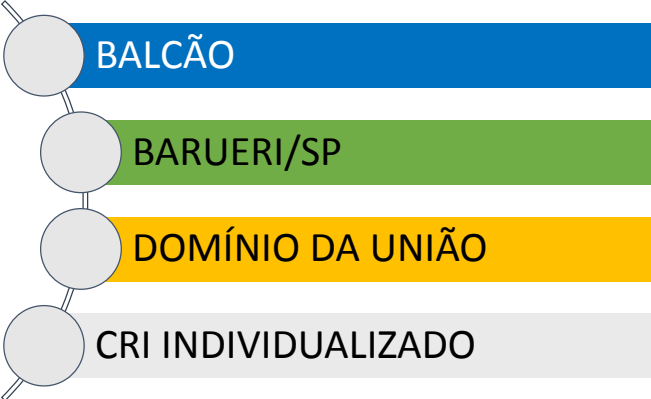 BALCÃO
BARUERI/SP
DOMÍNIO DA UNIÃO
CRI INDIVIDUALIZADO